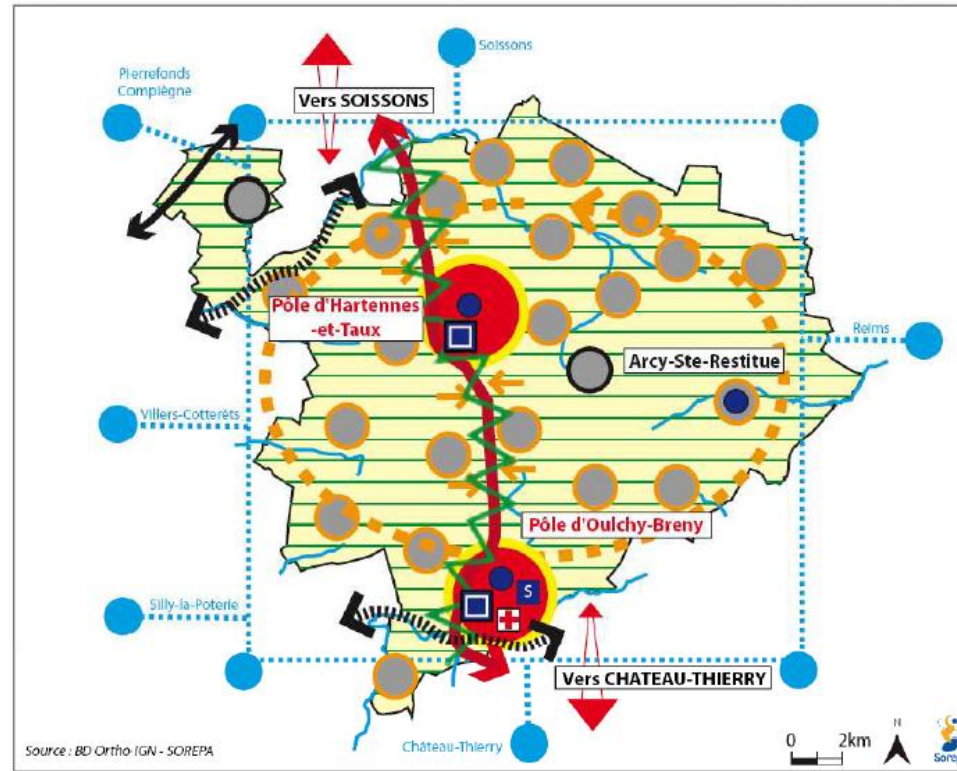 Soissons
Pierrefonds
Compiègne
Vers SOISSONS
Pôle d'Hartennes
-et-Taux
Reims
Arcy-Ste-Restitue
Villers-Cotterêts
Pôle d'Oulchy-Breny
S
Silly-la-Poterie
Vers CHATEAU-THIERRY
Château-Thierry
Source : BD Ortho IGN - SOREPA
0 2km
N